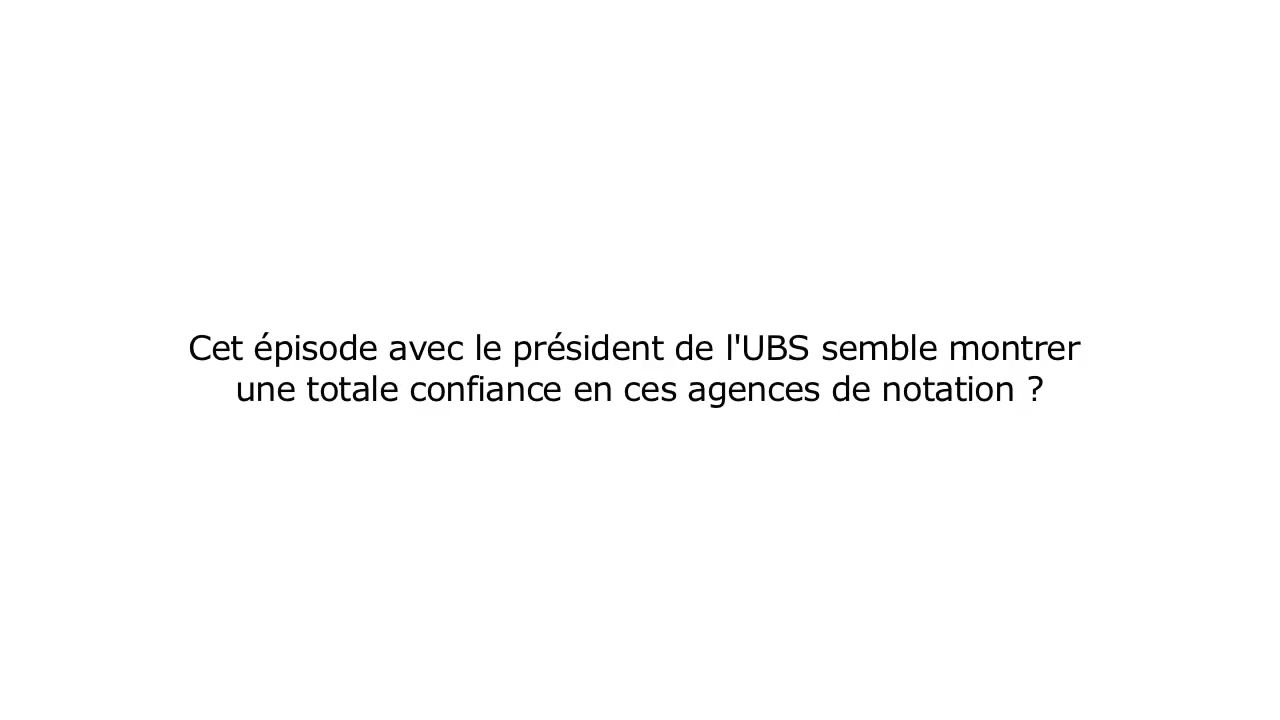 Cet épisode avec le président de l'UBS semble montrer
une totale confiance en ces agences de notation ?